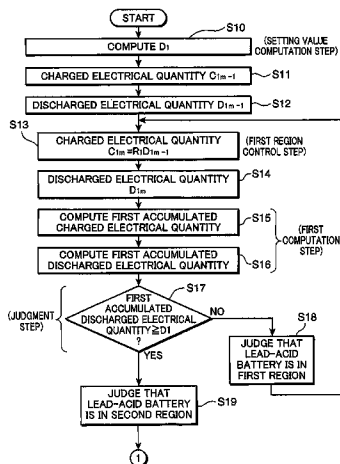 START
S10
COMPUTE D1
(SETTING VALUE
COMPUTATION STEP)
CHARGED ELECTRICAL QUANTITY C1m-1
S11
DISCHARGED ELECTRICAL QUANTITY D1m-1
S12
S13
CHARGED ELECTRICAL QUANTITY
C1m=R1D1m-1
(FIRST REGION
CONTROL STEP)
DISCHARGED ELECTRICAL QUANTITY
D1m
S14
COMPUTE FIRST ACCUMULATED
CHARGED ELECTRICAL QUANTITY
S15
COMPUTE FIRST ACCUMULATED
DISCHARGED ELECTRICAL QUANTITY
S16
(FIRST
COMPUTATION
STEP)
S17
(JUDGMENT
STEP)
FIRST
ACCUMULATED
DISCHARGED ELECTRICAL
QUANTITY≧D1
?
NO
YES
S18
JUDGE THAT
LEAD-ACID
BATTERY IS IN
FIRST REGION
JUDGE THAT
LEAD-ACID BATTERY
IS IN SECOND REGION
S19
1